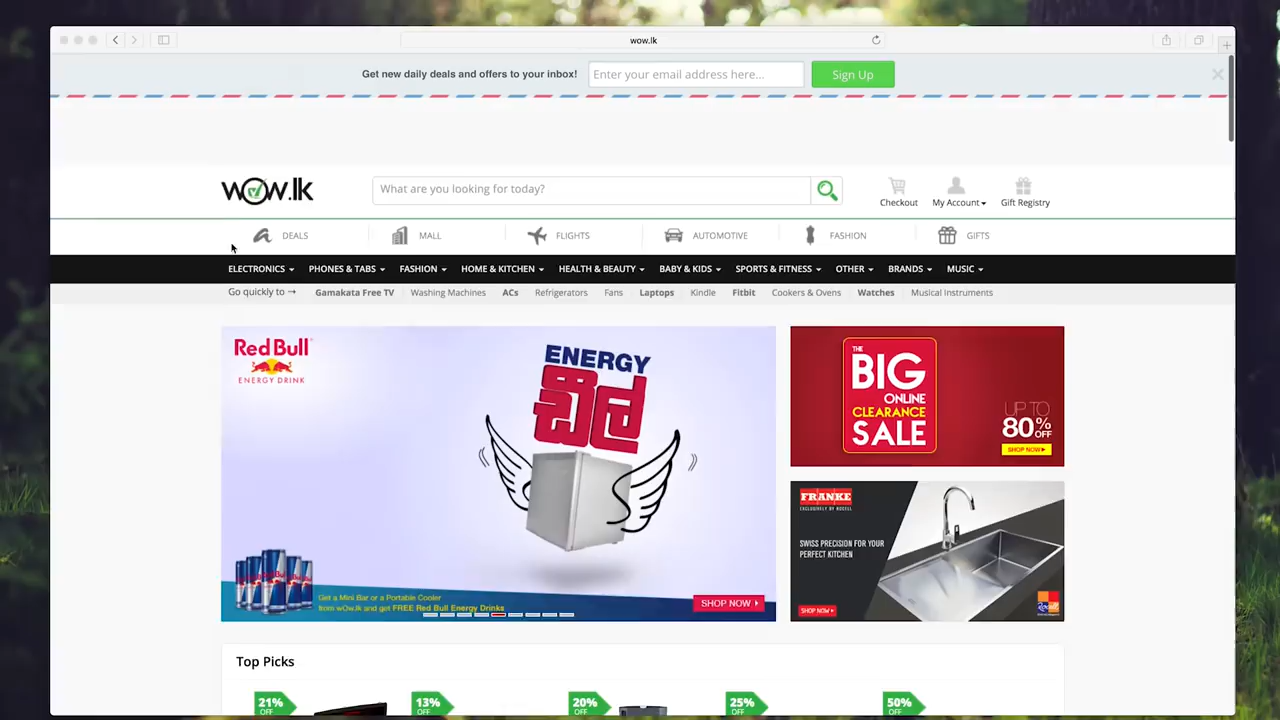 wow.lk
Get new daily deals and offers to your inbox!
Enter your email address here...
Sign Up
wow.lk
What are you looking for today?
Checkout
My Account
Gift Registry
DEALS
MALL
FLIGHTS
AUTOMOTIVE
FASHION
GIFTS
ELECTRONICS
PHONES & TABS
FASHION
HOME & KITCHEN
HEALTH & BEAUTY
BABY & KIDS
SPORTS & FITNESS
OTHER
BRANDS
MUSIC
Go quickly to →
Gamakata Free TV
Washing Machines
ACs
Refrigerators
Fans
Laptops
Kindle
Fitbit
Cookers & Ovens
Watches
Musical Instruments
Red Bull
ENERGY DRINK
ENERGY
ඩීල්
Get a Mini Bar or a Portable Cooler
from wOw.lk and get FREE Red Bull Energy Drinks
SHOP NOW
THE
BIG
ONLINE
CLEARANCE
SALE
UP TO
80% OFF
SHOP NOW
FRANKE
EXCLUSIVELY BY ROCELL
SWISS PRECISION FOR YOUR
PERFECT KITCHEN
SHOP NOW
Top Picks
21%
OFF
13%
OFF
20%
OFF
25%
OFF
50%
OFF